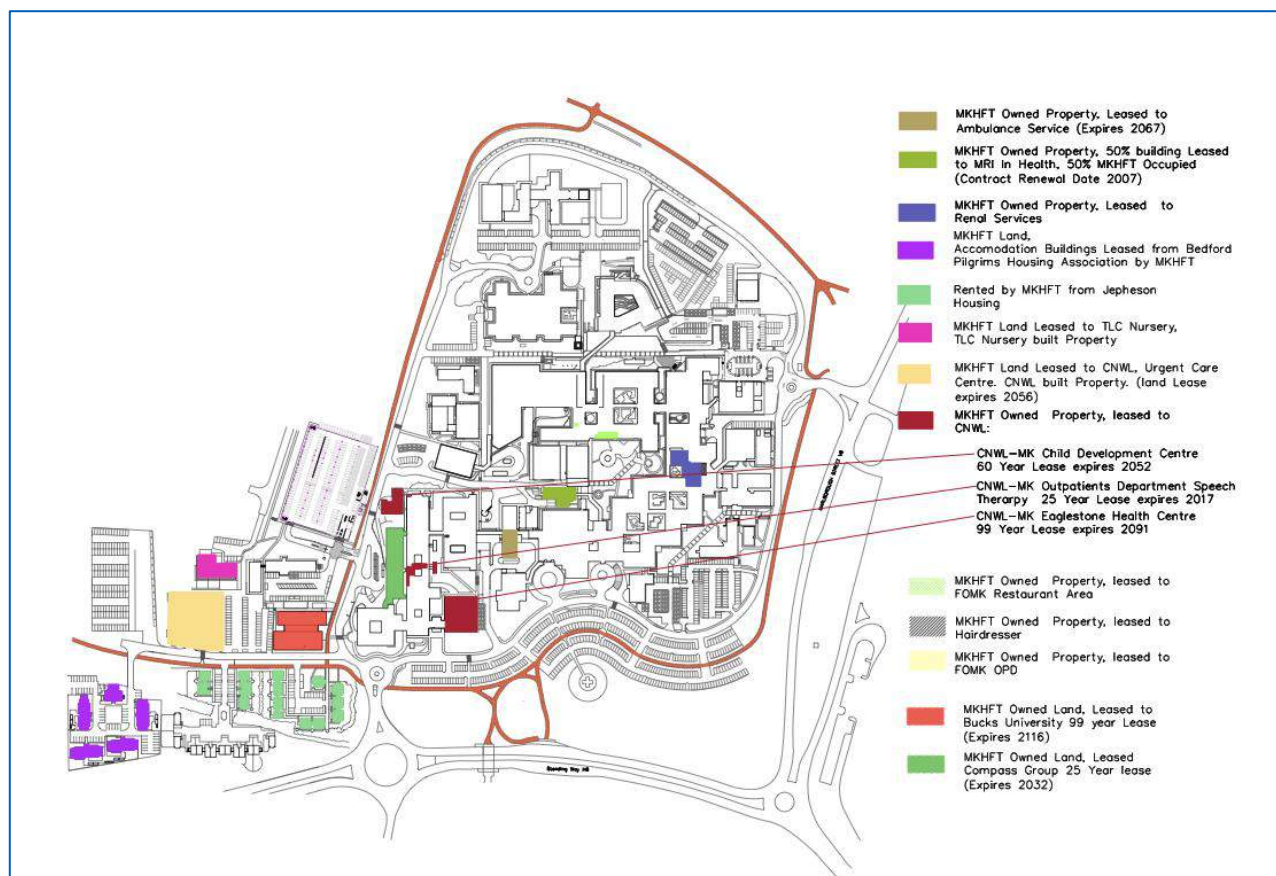 MKHFT Owned Property, Leased to
Ambulance Service (Expires 2067)
MKHFT Owned Property, 50% building Leased
to MRI In Health, 50% MKHFT Occupied
(Contract Renewal Date 2007)
MKHFT Owned Property, Leased to
Renal Services
MKHFT Land,
Accomodation Buildings Leased from Bedford
Pilgrims Housing Association by MKHFT
Rented by MKHFT from Jepheson
Housing
MKHFT Land Leased to TLC Nursery,
TLC Nursery built Property
MKHFT Land Leased to CNWL, Urgent Care
Centre. CNWL built Property. (land Lease
expires 2056)
MKHFT Owned Property, leased to
CNWL:
CNWL-MK Child Development Centre
60 Year Lease expires 2052
CNWL-MK Outpatients Department Speech
Therarpy 25 Year Lease expires 2017
CNWL-MK Eaglestone Health Centre
99 Year Lease expires 2091
MKHFT Owned Property, leased to
FOMK Restaurant Area
MKHFT Owned Property, leased to
Hairdresser
MKHFT Owned Property, leased to
FOMK OPD
MKHFT Owned Land, Leased to
Bucks University 99 year Lease
(Expires 2116)
MKHFT Owned Land, Leased
Compass Group 25 Year lease
(Expires 2032)